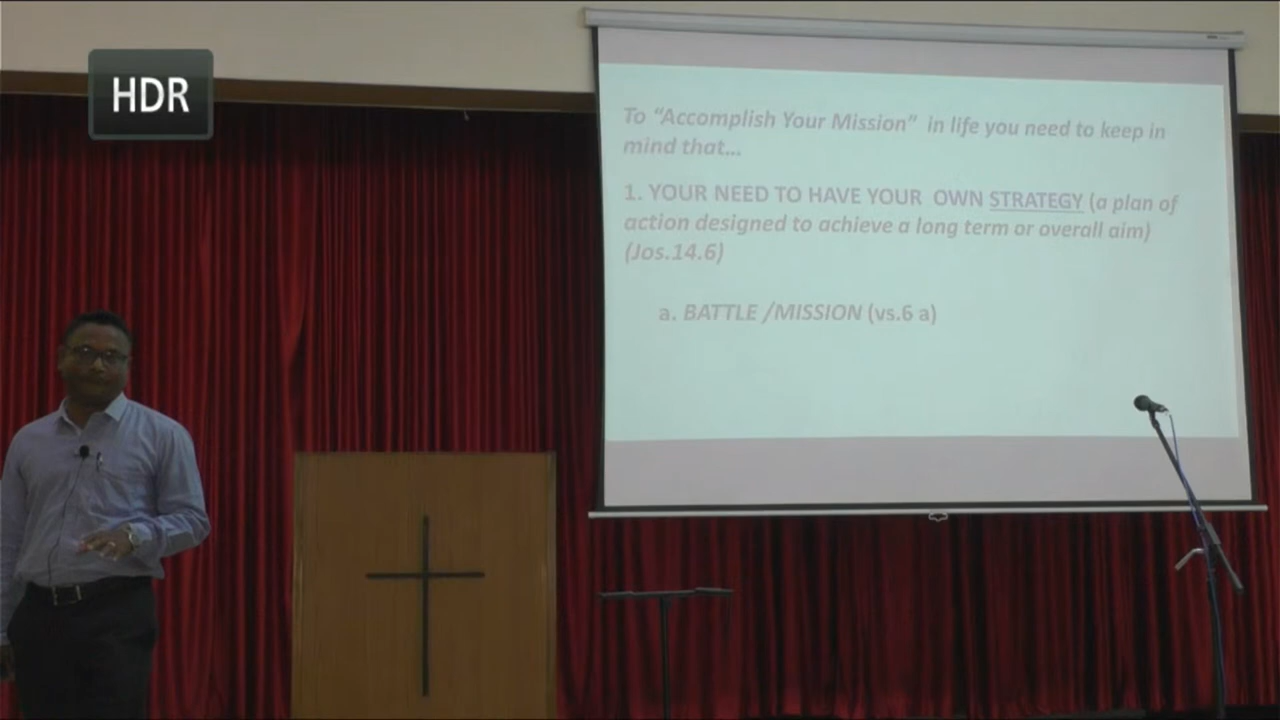 HDR
To “Accomplish Your Mission” in life you need to keep in
mind that...
1. YOUR NEED TO HAVE YOUR OWN STRATEGY (a plan of
action designed to achieve a long term or overall aim)
(Jos.14.6)
a. BATTLE /MISSION (vs.6 a)